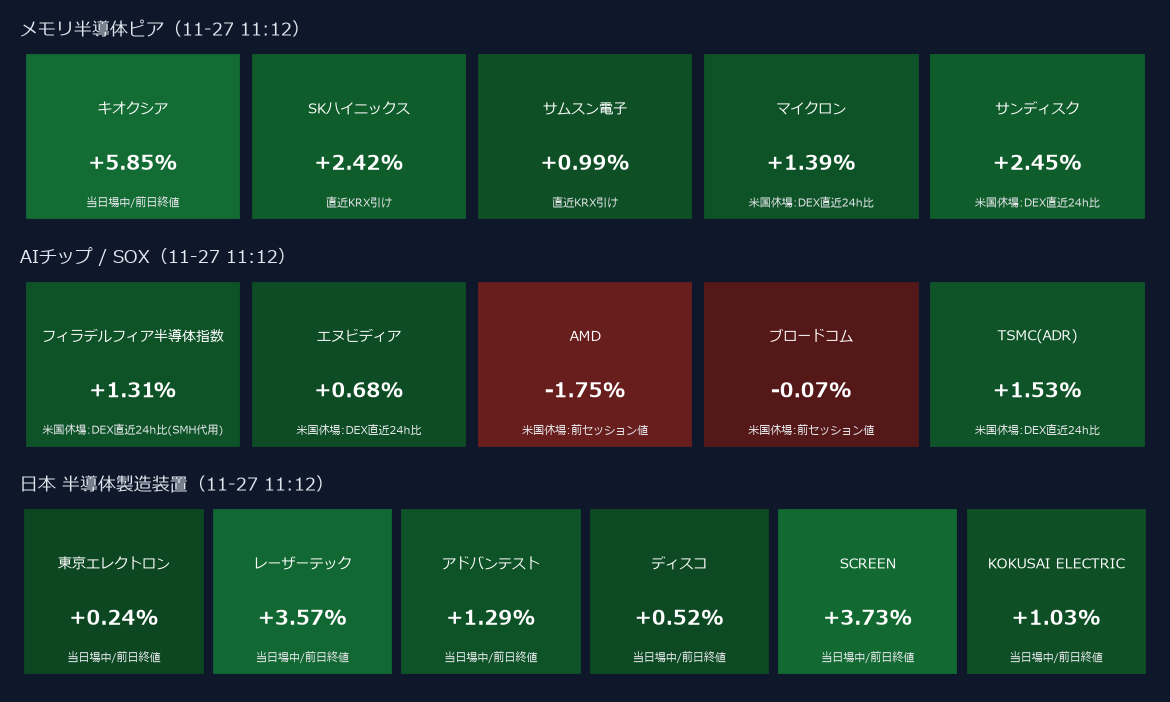 メモリ半導体ピア（11-27 11:12）
キオクシア
+5.85%
当日場中/前日終値
SKハイニックス
+2.42%
直近KRX引け
サムスン電子
+0.99%
直近KRX引け
マイクロン
+1.39%
米国休場:DEX直近24h比
サンディスク
+2.45%
米国休場:DEX直近24h比
AIチップ / SOX（11-27 11:12）
フィラデルフィア半導体指数
+1.31%
米国休場:DEX直近24h比(SMH代用)
エヌビディア
+0.68%
米国休場:DEX直近24h比
AMD
-1.75%
米国休場:前セッション値
ブロードコム
-0.07%
米国休場:前セッション値
TSMC(ADR)
+1.53%
米国休場:DEX直近24h比
日本 半導体製造装置（11-27 11:12）
東京エレクトロン
+0.24%
当日場中/前日終値
レーザーテック
+3.57%
当日場中/前日終値
アドバンテスト
+1.29%
当日場中/前日終値
ディスコ
+0.52%
当日場中/前日終値
SCREEN
+3.73%
当日場中/前日終値
KOKUSAI ELECTRIC
+1.03%
当日場中/前日終値